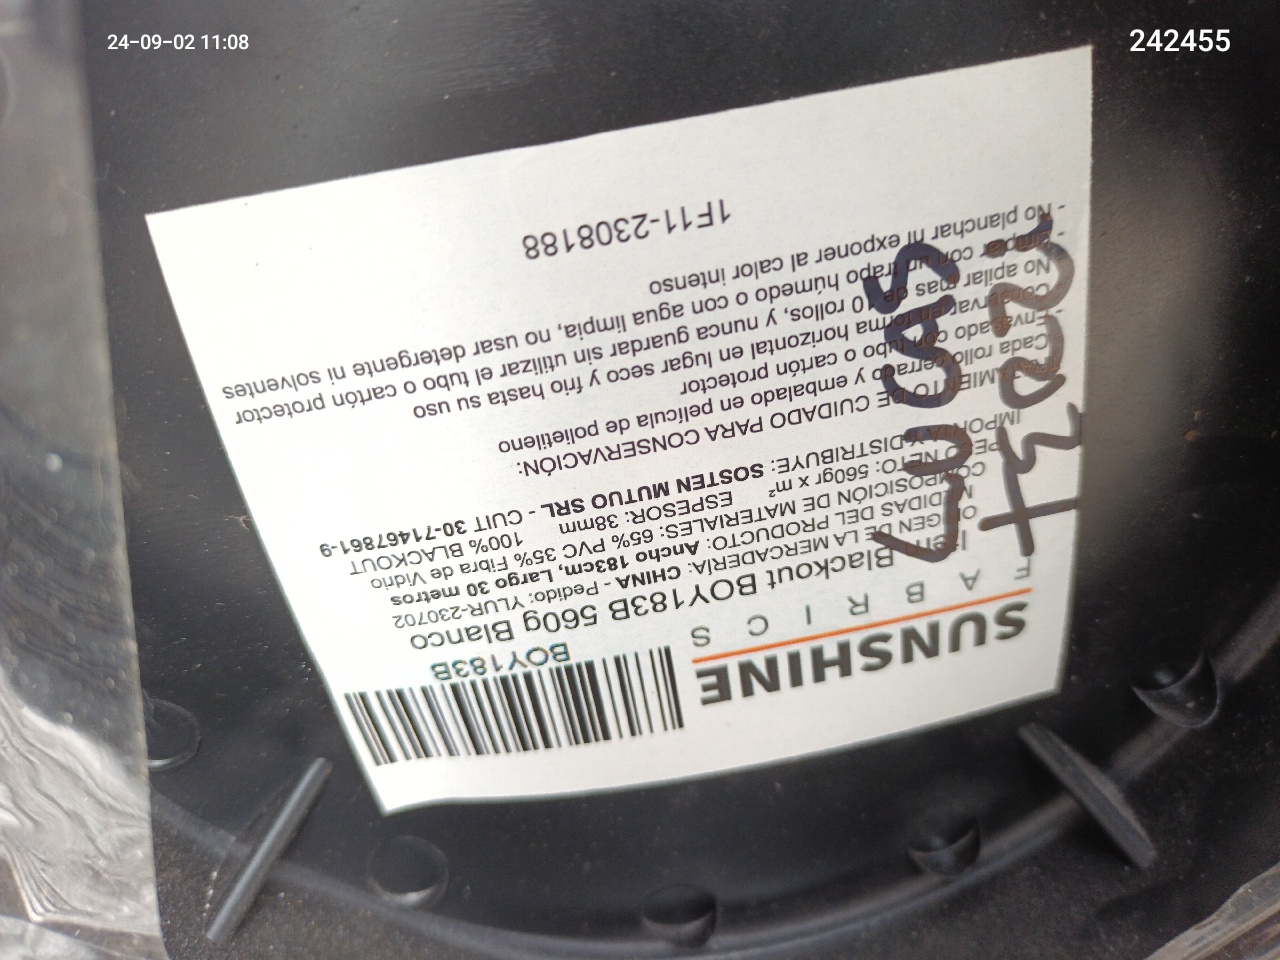 24-09-02 11:08
242455
SUNSHINE
FABRICS
BOY183B
Item: Blackout BOY183B 560g Blanco
ORIGEN DE LA MERCADERÍA: CHINA - Pedido: YLUR-230702
MEDIDAS DEL PRODUCTO: Ancho 183cm, Largo 30 metros
COMPOSICIÓN DE MATERIALES: 65% PVC 35% Fibra de Vidrio
PESO NETO: 560gr x m² ESPESOR: 38mm 100% BLACKOUT
IMPORTA Y DISTRIBUYE: SOSTEN MUTUO SRL - CUIT 30-71467861-9
DE CUIDADO PARA CONSERVACIÓN:
Cada rollo cerrado y embalado en película de polietileno
Envasado con tubo o cartón protector
Conservar en forma horizontal en lugar seco y frío hasta su uso
No apilar mas de 10 rollos, y nunca guardar sin utilizar el tubo o cartón protector
- Limpiar con un trapo húmedo o con agua limpia, no usar detergente ni solventes
- No planchar ni exponer al calor intenso
1F11-2308188